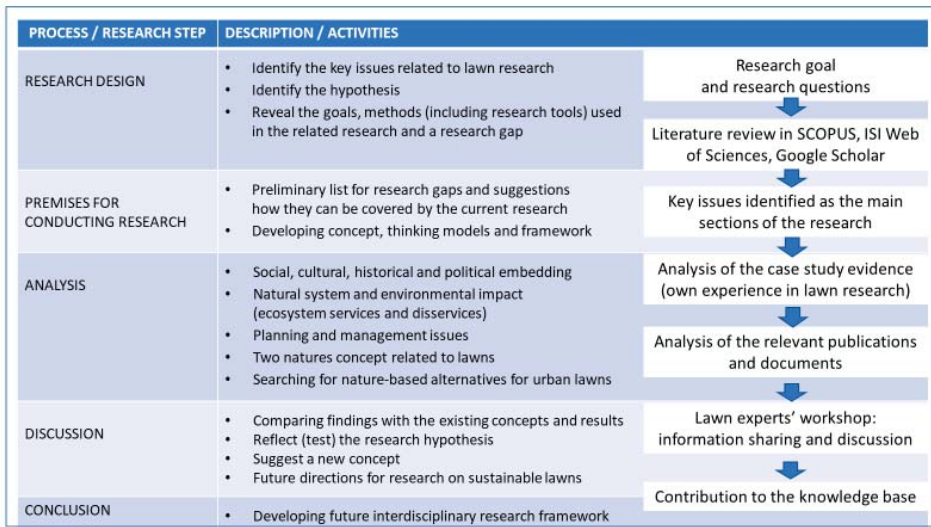 PROCESS / RESEARCH STEP
DESCRIPTION / ACTIVITIES
RESEARCH DESIGN
• Identify the key issues related to lawn research
• Identify the hypothesis
• Reveal the goals, methods (including research tools) used
in the related research and a research gap
PREMISES FOR
CONDUCTING RESEARCH
• Preliminary list for research gaps and suggestions
how they can be covered by the current research
• Developing concept, thinking models and framework
ANALYSIS
• Social, cultural, historical and political embedding
• Natural system and environmental impact
(ecosystem services and disservices)
• Planning and management issues
• Two natures concept related to lawns
• Searching for nature-based alternatives for urban lawns
DISCUSSION
• Comparing findings with the existing concepts and results
• Reflect (test) the research hypothesis
• Suggest a new concept
• Future directions for research on sustainable lawns
CONCLUSION
• Developing future interdisciplinary research framework
Research goal
and research questions
Literature review in SCOPUS, ISI Web
of Sciences, Google Scholar
Key issues identified as the main
sections of the research
Analysis of the case study evidence
(own experience in lawn research)
Analysis of the relevant publications
and documents
Lawn experts’ workshop:
information sharing and discussion
Contribution to the knowledge base